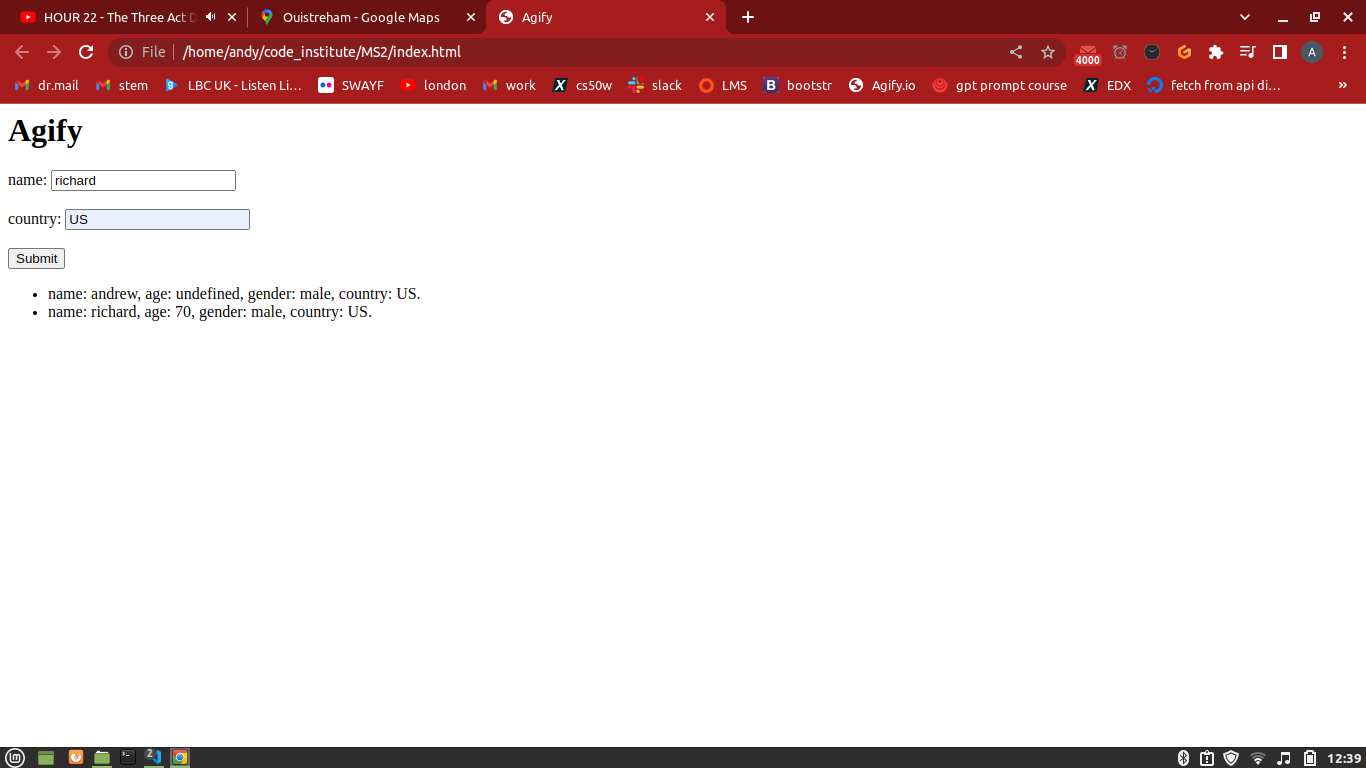 HOUR 22 - The Three Act D
Ouistreham - Google Maps
Agify
File
/home/andy/code_institute/MS2/index.html
4000
A
dr.mail
stem
LBC UK - Listen Li…
SWAYF
london
work
cs50w
slack
LMS
B
bootstr
Agify.io
gpt prompt course
EDX
fetch from api di…
»
Agify
name: richard
country: US
Submit
• name: andrew, age: undefined, gender: male, country: US.
• name: richard, age: 70, gender: male, country: US.
2
12:39